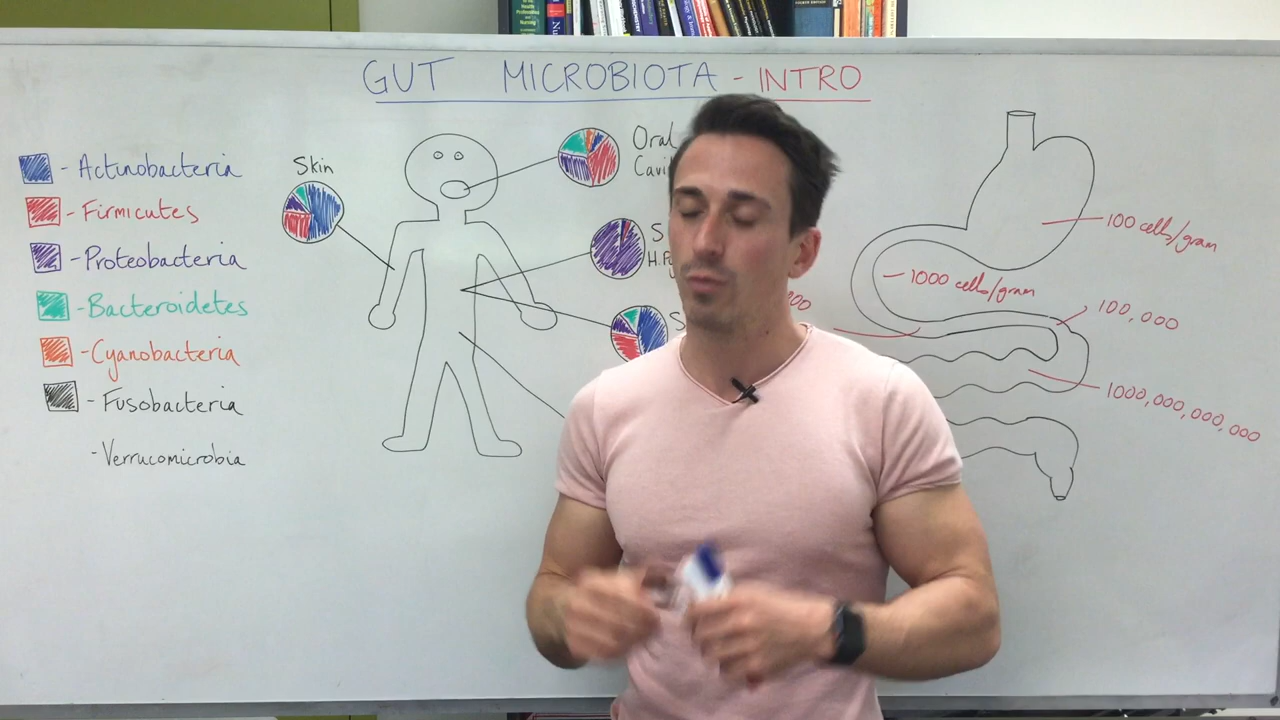 GUT MICROBIOTA - INTRO
- Actinobacteria
- Firmicutes
- Proteobacteria
- Bacteroidetes
- Cyanobacteria
- Fusobacteria
- Verrucomicrobia
Skin
Oral
100 cells/gram
1000 cells/gram
100,000
1000,000,000,000